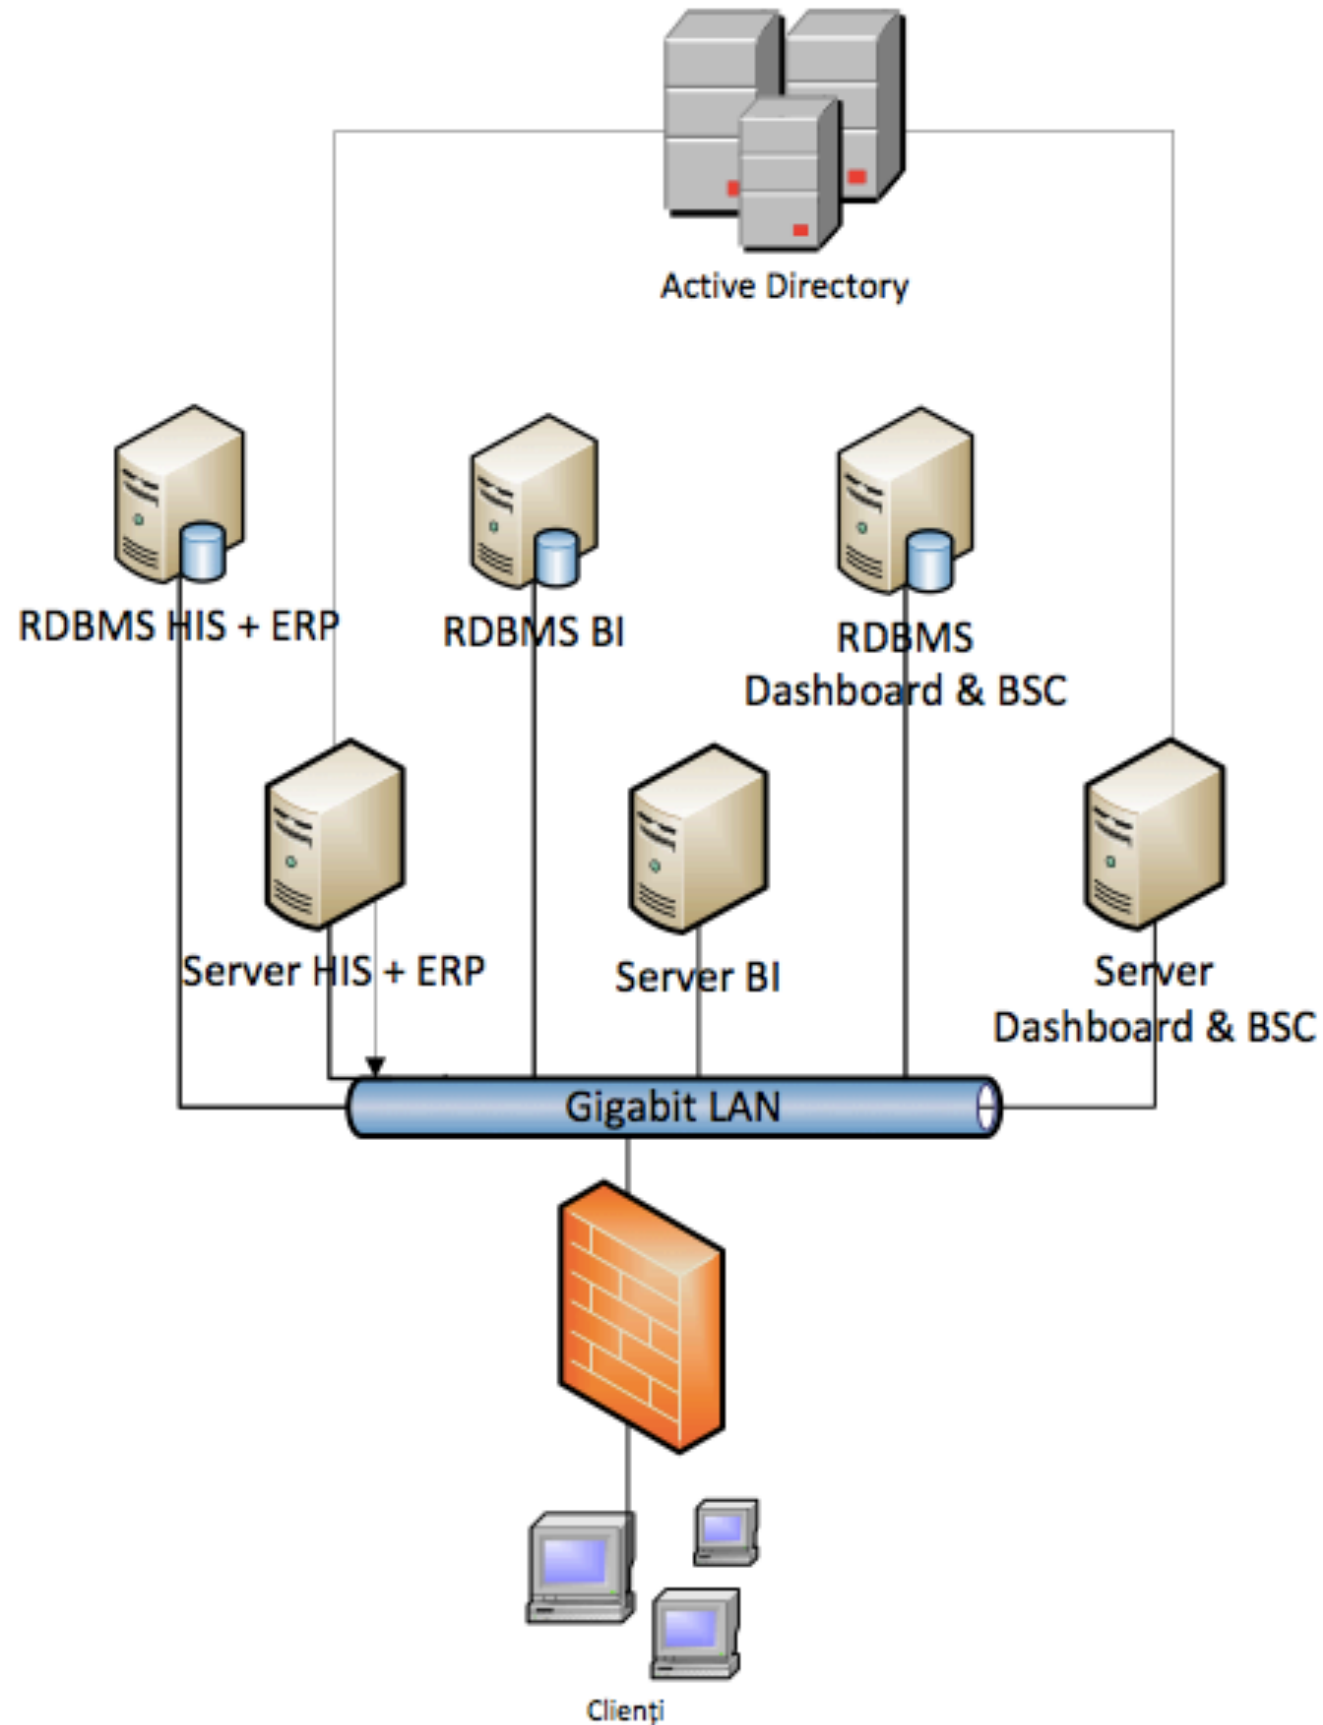 Active Directory
RDBMS HIS + ERP
RDBMS BI
RDBMS
Dashboard & BSC
Server HIS + ERP
Server BI
Server
Dashboard & BSC
Gigabit LAN
Clienți